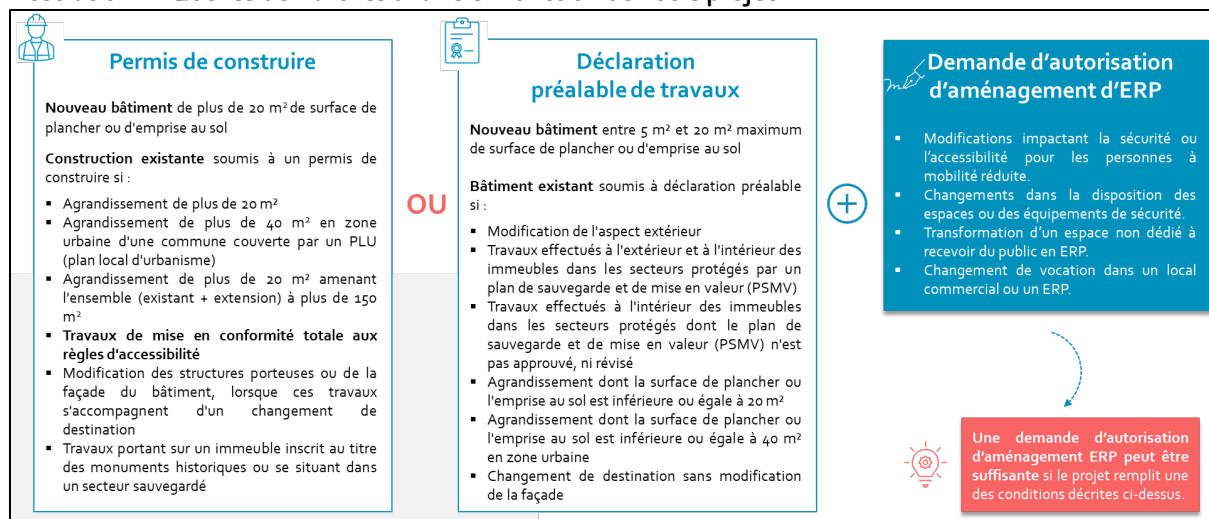 Permis de construire
Nouveau bâtiment de plus de 20 m² de surface de
plancher ou d'emprise au sol
Construction existante soumis à un permis de
construire si :
▪ Agrandissement de plus de 20 m²
▪ Agrandissement de plus de 40 m² en zone
urbaine d'une commune couverte par un PLU
(plan local d'urbanisme)
▪ Agrandissement de plus de 20 m² amenant
l'ensemble (existant + extension) à plus de 150
m²
▪ Travaux de mise en conformité totale aux
règles d'accessibilité
▪ Modification des structures porteuses ou de la
façade du bâtiment, lorsque ces travaux
s'accompagnent d'un changement de
destination
▪ Travaux portant sur un immeuble inscrit au titre
des monuments historiques ou se situant dans
un secteur sauvegardé
OU
Déclaration
préalable de travaux
Nouveau bâtiment entre 5 m² et 20 m² maximum
de surface de plancher ou d'emprise au sol
Bâtiment existant soumis à déclaration préalable
si :
▪ Modification de l'aspect extérieur
▪ Travaux effectués à l'extérieur et à l'intérieur des
immeubles dans les secteurs protégés par un
plan de sauvegarde et de mise en valeur (PSMV)
▪ Travaux effectués à l'intérieur des immeubles
dans les secteurs protégés dont le plan de
sauvegarde et de mise en valeur (PSMV) n'est
pas approuvé, ni révisé
▪ Agrandissement dont la surface de plancher ou
l'emprise au sol est inférieure ou égale à 20 m²
▪ Agrandissement dont la surface de plancher ou
l'emprise au sol est inférieure ou égale à 40 m²
en zone urbaine
▪ Changement de destination sans modification
de la façade
+
Demande d'autorisation
d'aménagement d'ERP
▪ Modifications impactant la sécurité ou
l'accessibilité pour les personnes à
mobilité réduite.
▪ Changements dans la disposition des
espaces ou des équipements de sécurité.
▪ Transformation d'un espace non dédié à
recevoir du public en ERP.
▪ Changement de vocation dans un local
commercial ou un ERP.
Une demande d'autorisation
d'aménagement ERP peut être
suffisante si le projet remplit une
des conditions décrites ci-dessus.